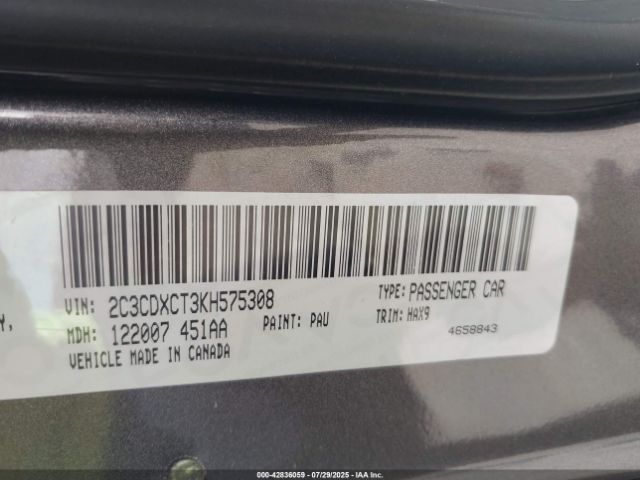 VIN: 2C3CDXCT3KH575308
TYPE: PASSENGER CAR
Y,
MDH: 122007 451AA
PAINT: PAU
TRIM: HAX9
VEHICLE MADE IN CANADA
4658843
© - 42836059 - 07/29/2025 - IAA Inc.